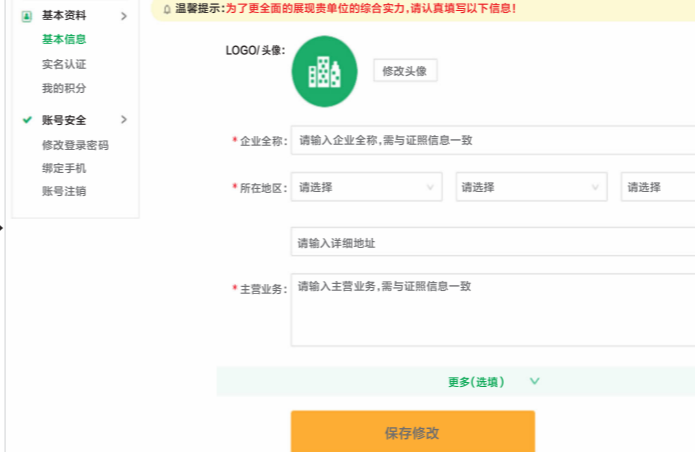 基本资料
基本信息
实名认证
我的积分
账号安全
修改登录密码
绑定手机
账号注销
温馨提示:为了更全面的展现贵单位的综合实力,请认真填写以下信息!
LOGO/头像:
修改头像
*企业全称: 请输入企业全称,需与证照信息一致
*所在地区: 请选择 请选择 请选择
请输入详细地址
*主营业务: 请输入主营业务,需与证照信息一致
更多(选填)
保存修改